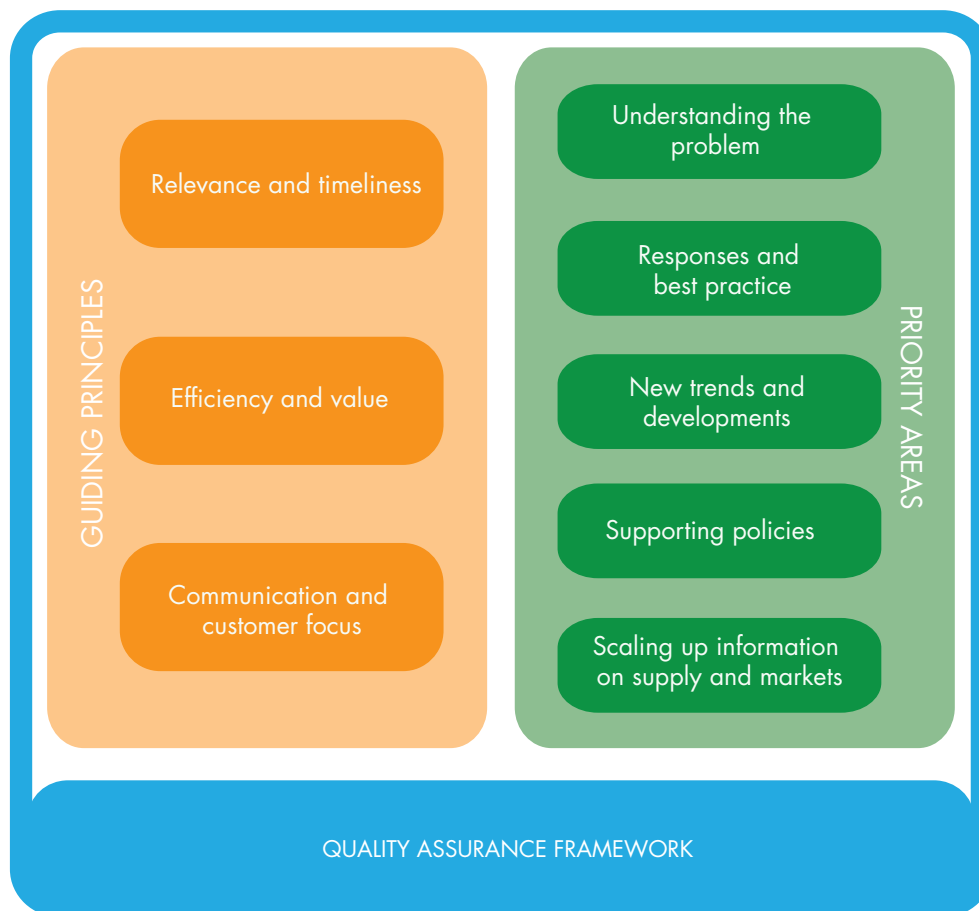 GUIDING PRINCIPLES
Relevance and timeliness
Efficiency and value
Communication and
customer focus
PRIORITY AREAS
Understanding the
problem
Responses and
best practice
New trends and
developments
Supporting policies
Scaling up information
on supply and markets
QUALITY ASSURANCE FRAMEWORK